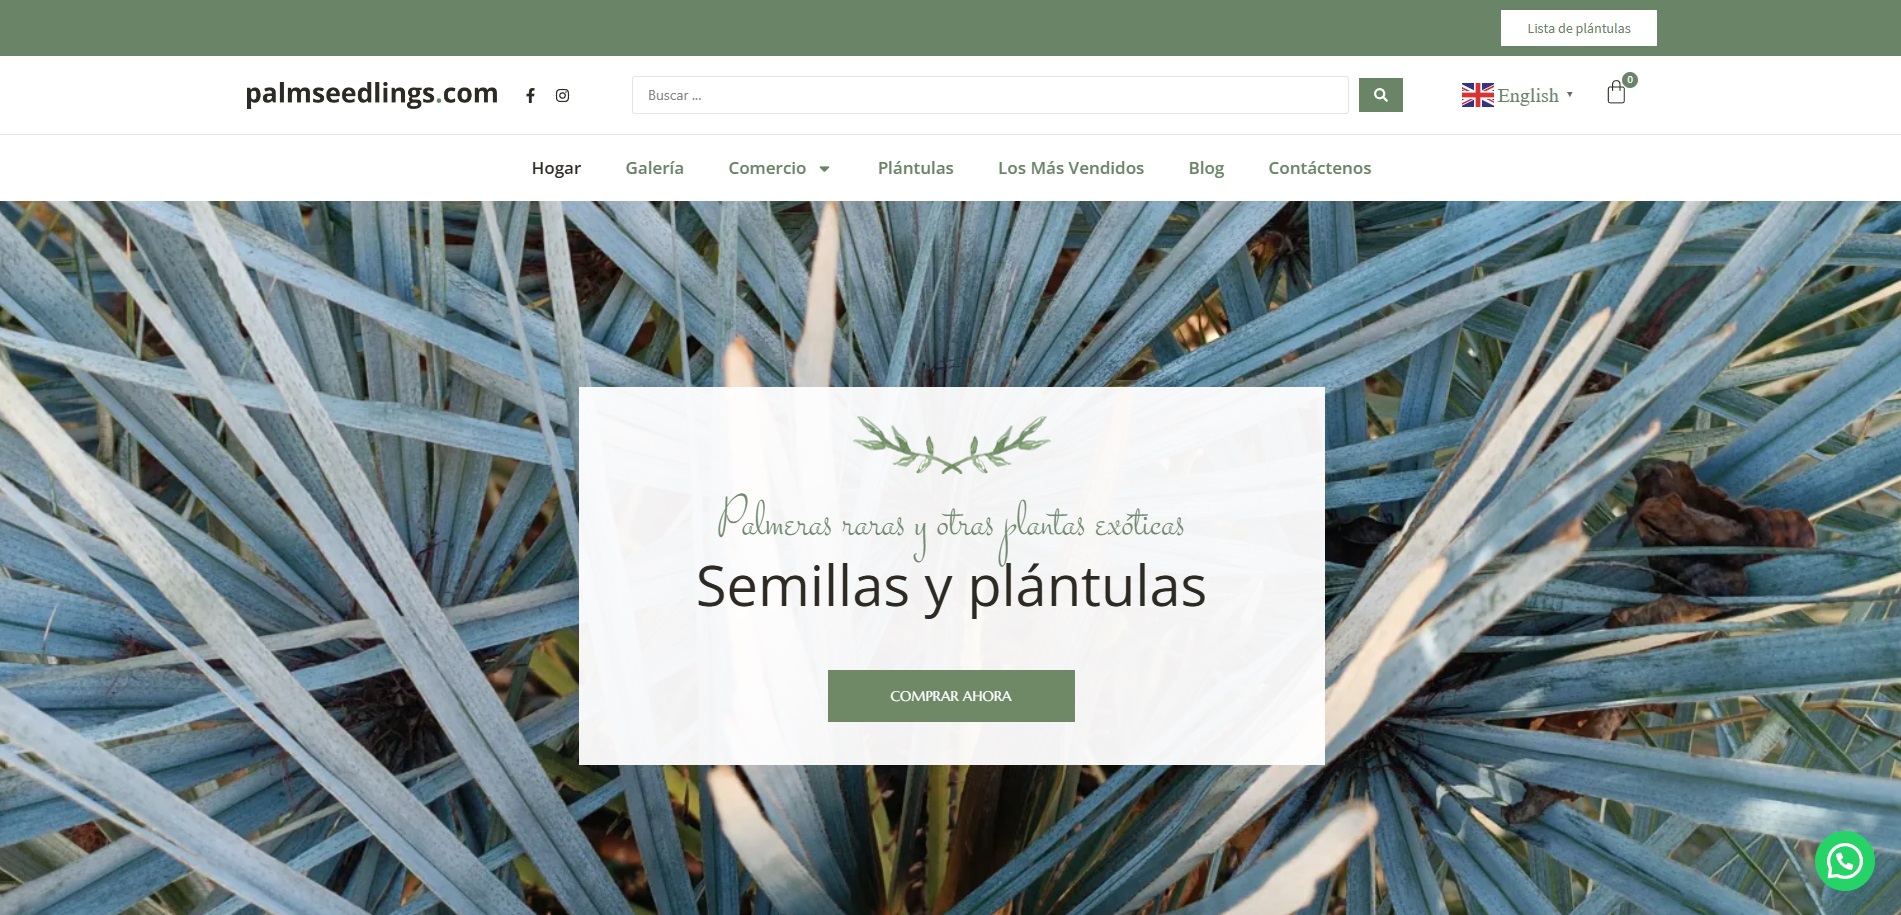 Lista de plántulas
palmseedlings.com
Buscar ...
English
0
Hogar Galería Comercio Plántulas Los Más Vendidos Blog Contáctenos
Palmeras raras y otras plantas exóticas
Semillas y plántulas
COMPRAR AHORA